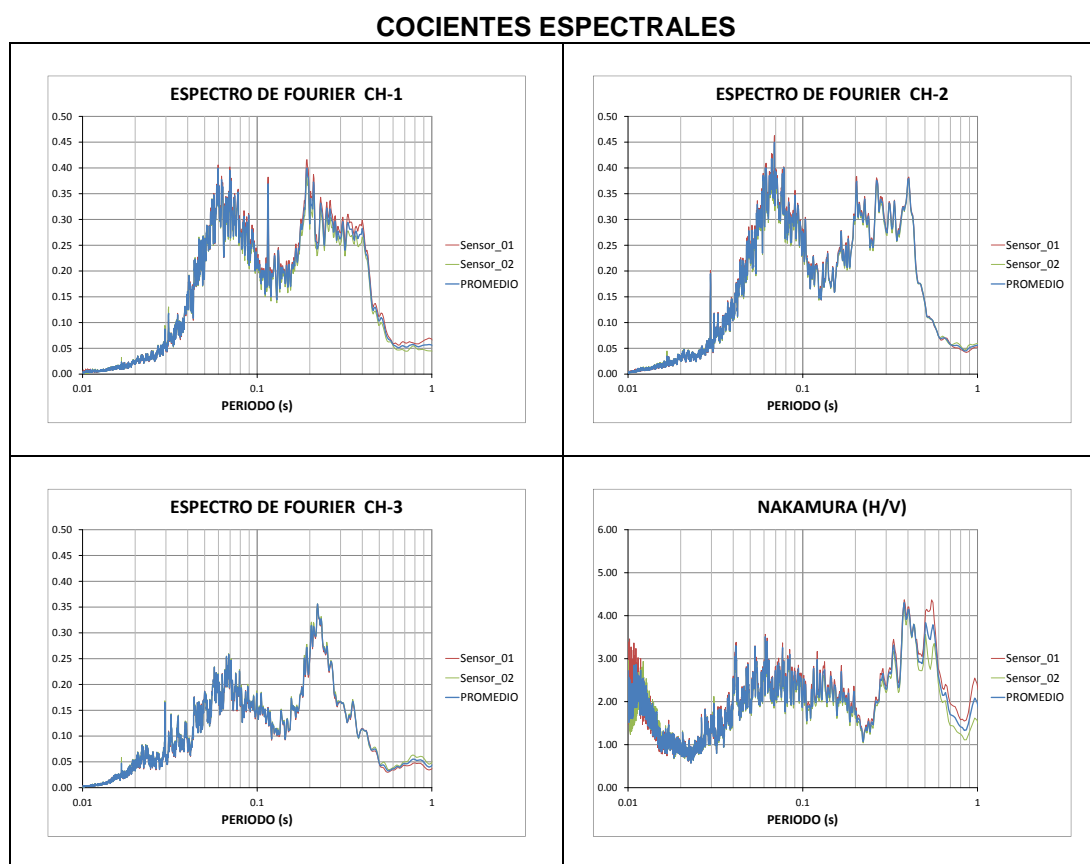 COCIENTES ESPECTRALES
ESPECTRO DE FOURIER CH-1
0.50
0.45
0.40
0.35
0.30
0.25
0.20
0.15
0.10
0.05
0.00
0.01
0.1
1
PERIODO (s)
Sensor_01
Sensor_02
PROMEDIO
ESPECTRO DE FOURIER CH-2
0.50
0.45
0.40
0.35
0.30
0.25
0.20
0.15
0.10
0.05
0.00
0.01
0.1
1
PERIODO (s)
Sensor_01
Sensor_02
PROMEDIO
ESPECTRO DE FOURIER CH-3
0.50
0.45
0.40
0.35
0.30
0.25
0.20
0.15
0.10
0.05
0.00
0.01
0.1
1
PERIODO (s)
Sensor_01
Sensor_02
PROMEDIO
NAKAMURA (H/V)
6.00
5.00
4.00
3.00
2.00
1.00
0.00
0.01
0.1
1
PERIODO (s)
Sensor_01
Sensor_02
PROMEDIO